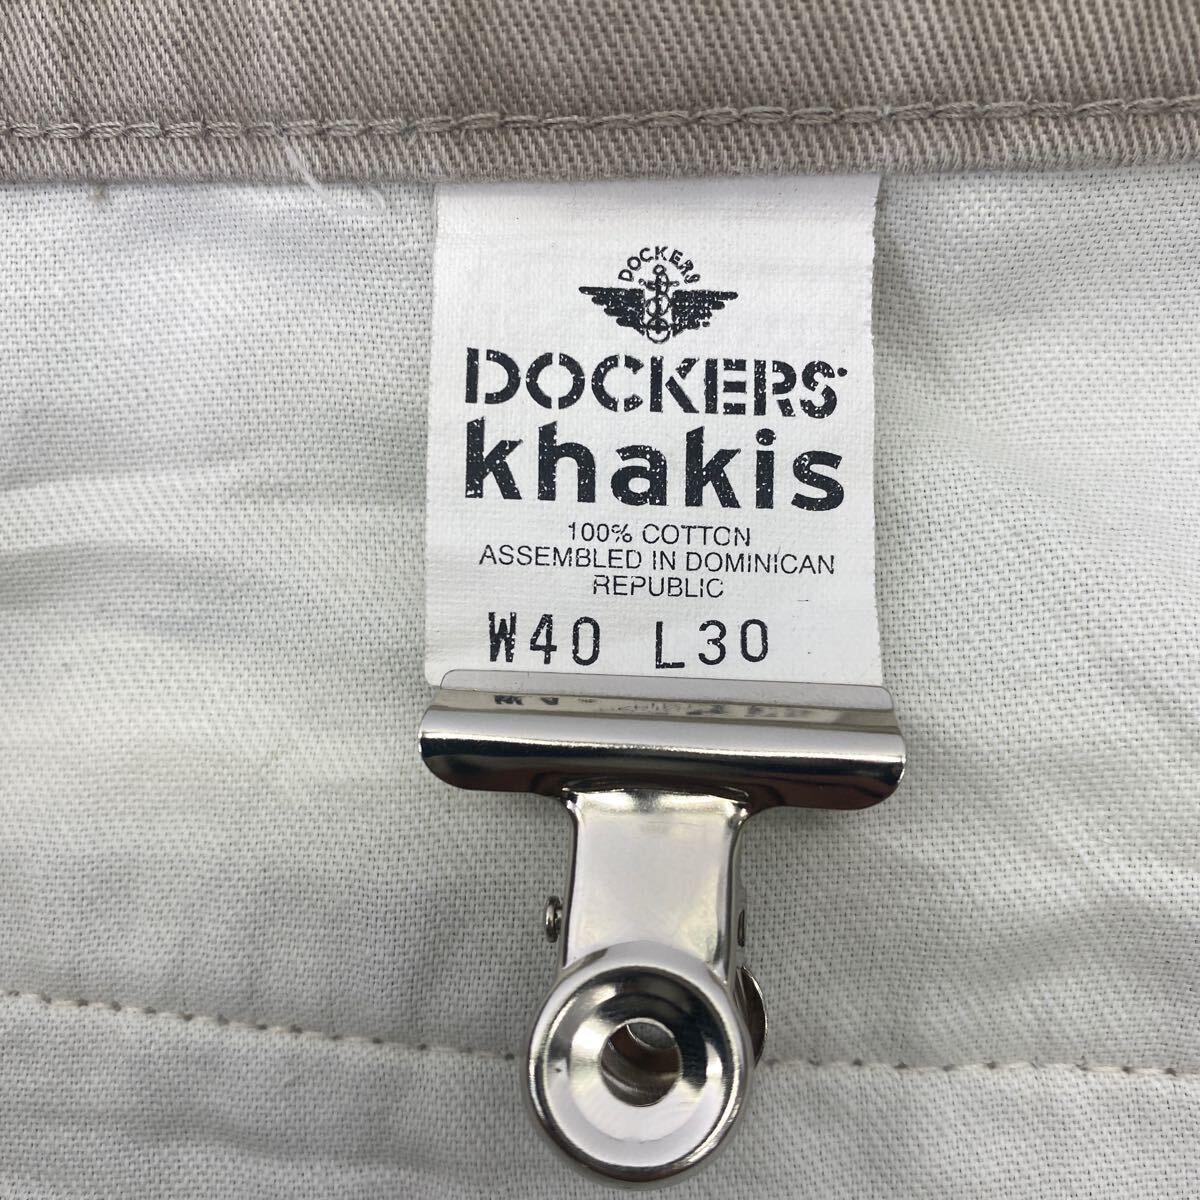 DOCKERS
DOCKERS
khakis
100% COTTON
ASSEMBLED IN DOMINICAN
REPUBLIC
W40 L30